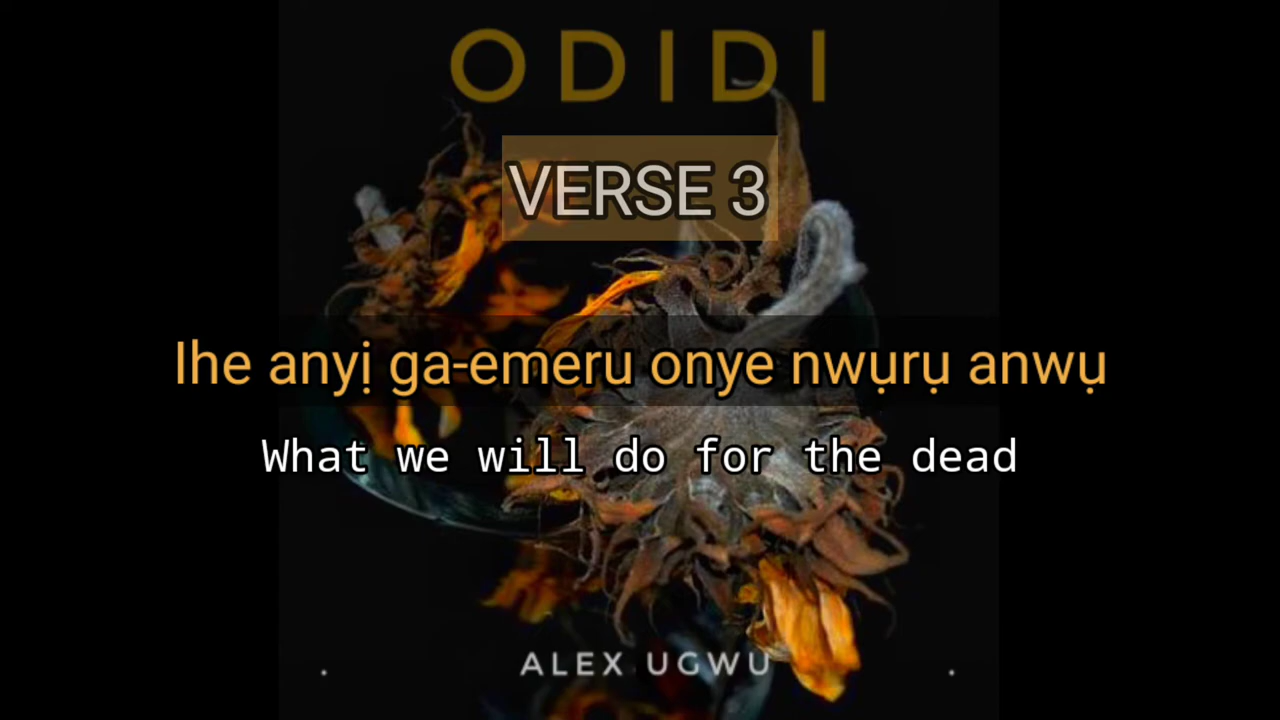 ODIDI
VERSE 3
Ihe anyị ga-emeru onye nwụrụ anwụ
What we will do for the dead
. ALEX UGWU .